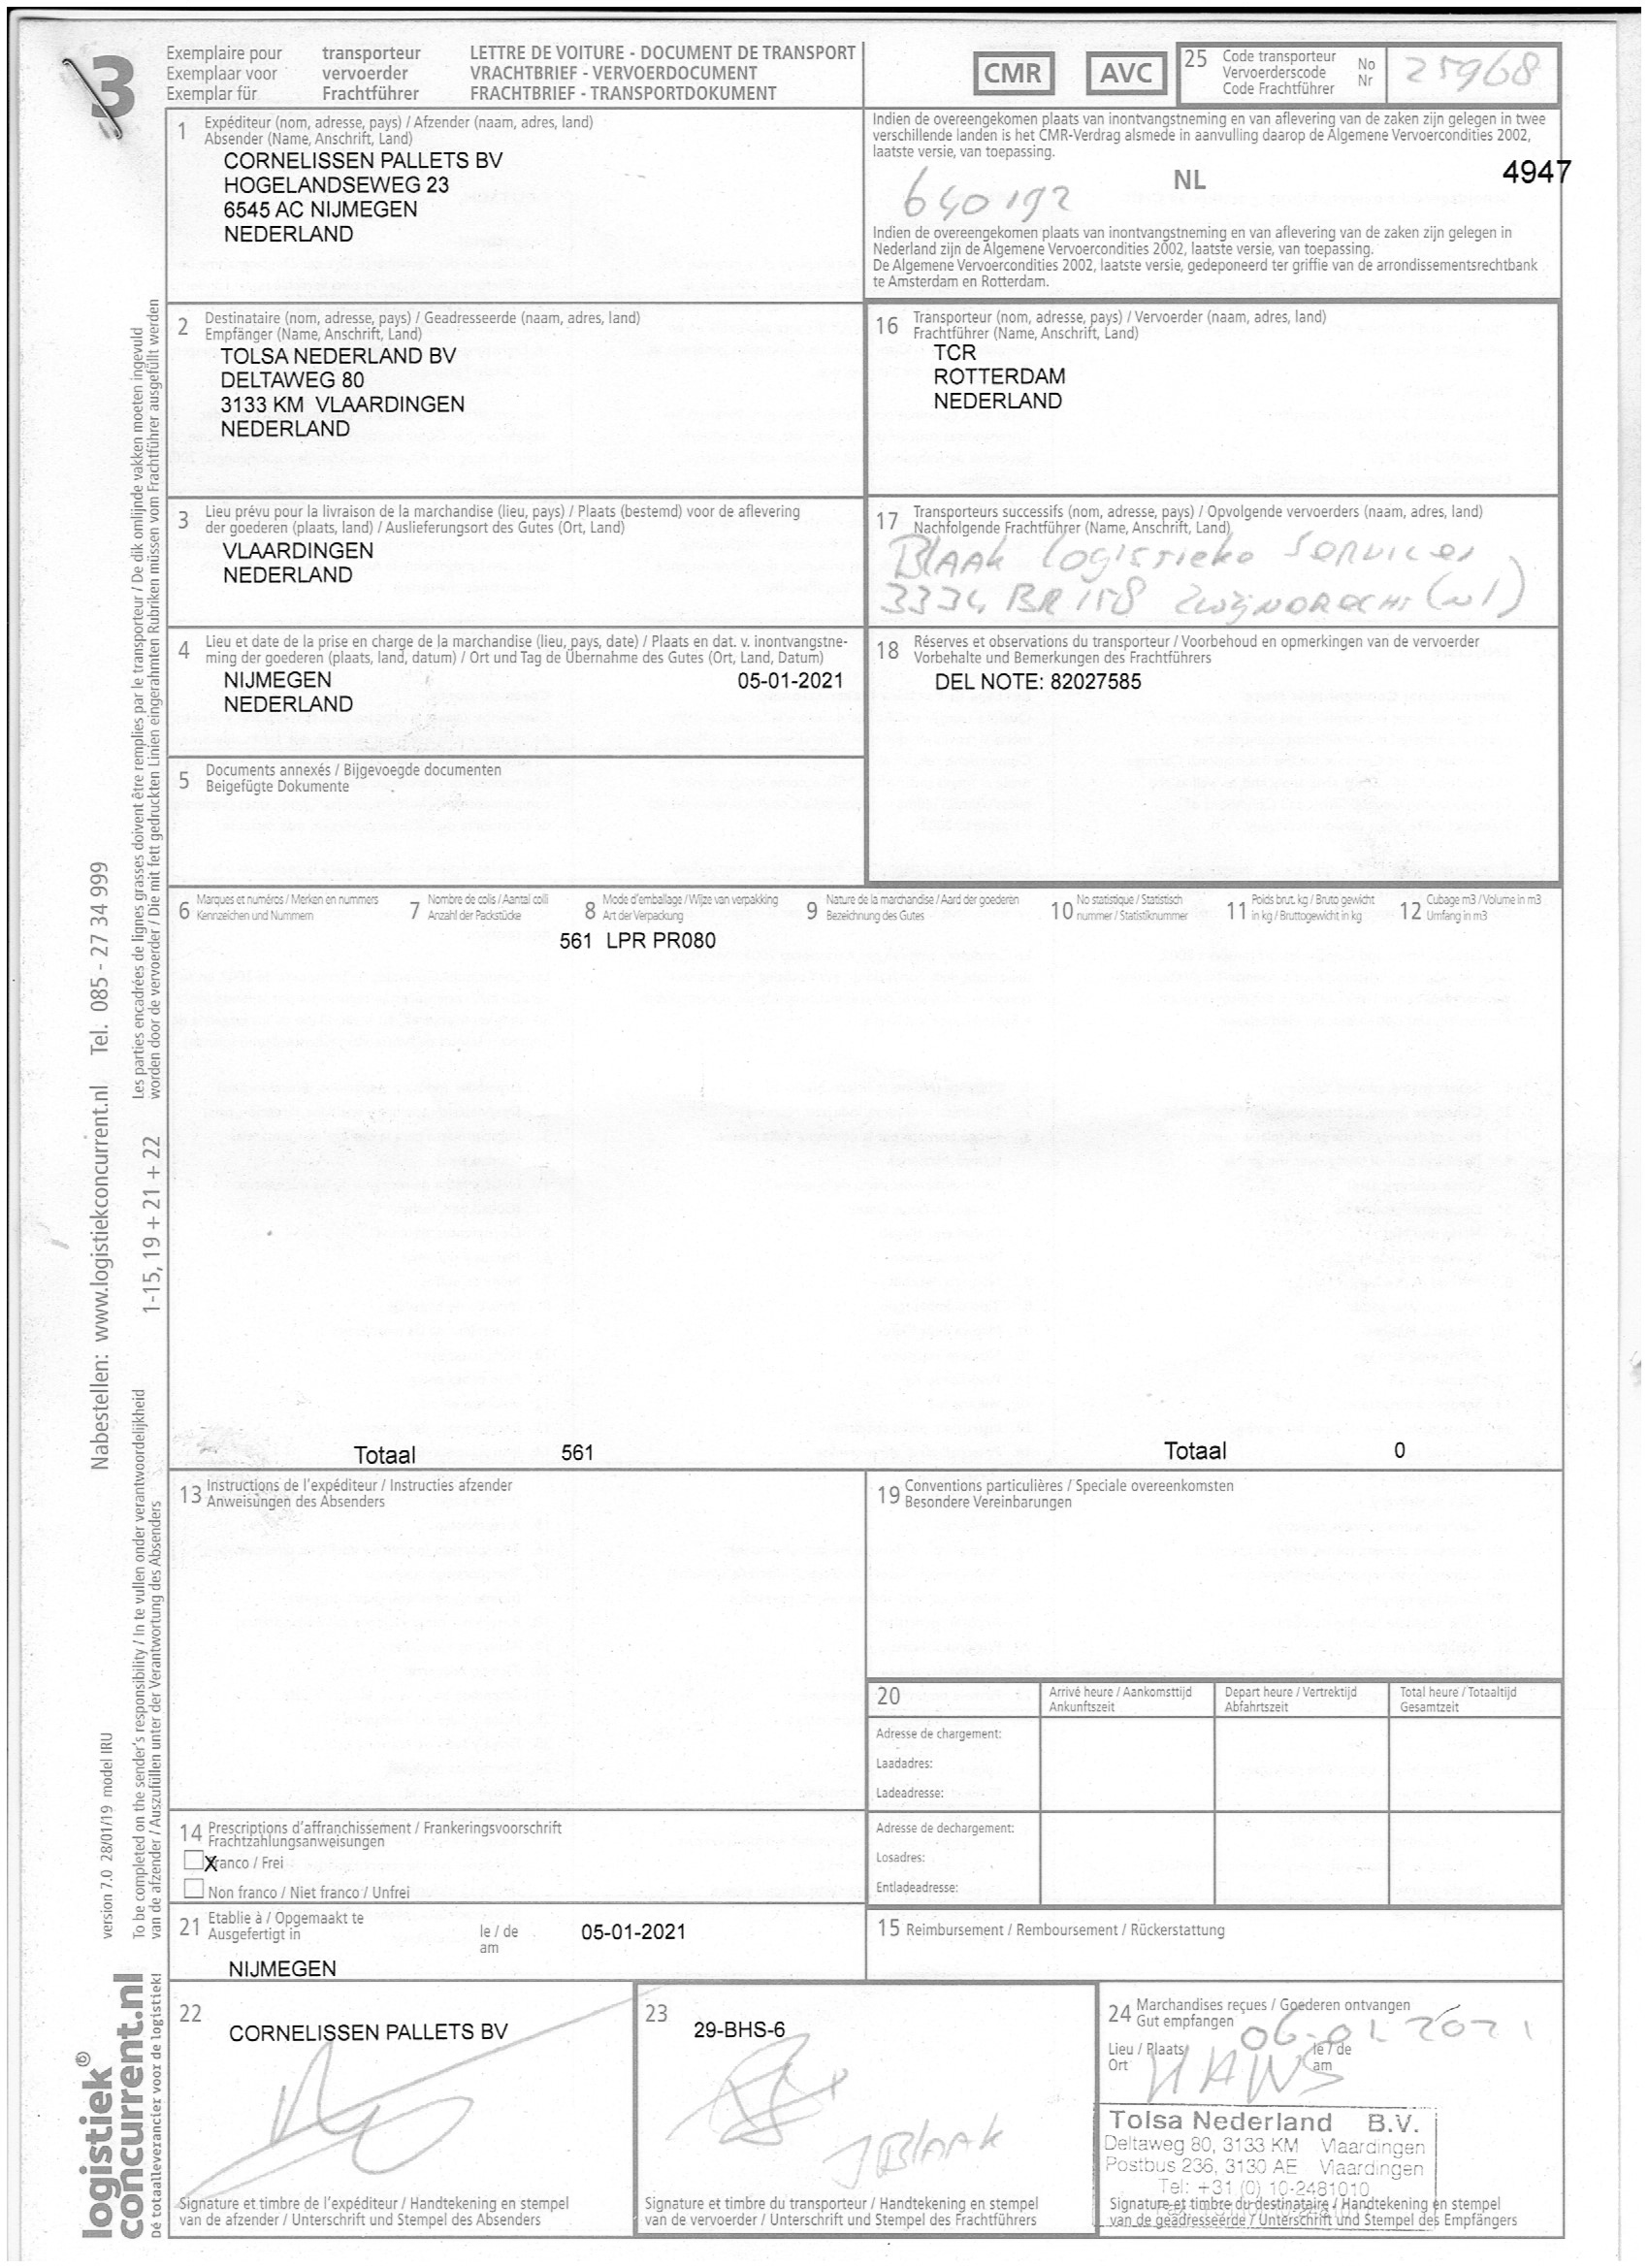 3
Exemplaire pour transporteur LETTRE DE VOITURE - DOCUMENT DE TRANSPORT
Exemplaar voor vervoerder VRACHTBRIEF - VERVOERDOCUMENT
Exemplar für Frachtführer FRACHTBRIEF - TRANSPORTDOKUMENT
CMR AVC
25 Code transporteur No
Vervoerderscode Nr
Code Frachtführer
25968
1 Expéditeur (nom, adresse, pays) / Afzender (naam, adres, land)
Absender (Name, Anschrift, Land)
CORNELISSEN PALLETS BV
HOGELANDSEWEG 23
6545 AC NIJMEGEN
NEDERLAND
Indien de overeengekomen plaats van inontvangstneming en van aflevering van de zaken zijn gelegen in twee
verschillende landen is het CMR-Verdrag alsmede in aanvulling daarop de Algemene Vervoercondities 2002,
laatste versie, van toepassing.
640192 NL 4947
Indien de overeengekomen plaats van inontvangstneming en van aflevering van de zaken zijn gelegen in
Nederland zijn de Algemene Vervoercondities 2002, laatste versie, van toepassing.
De Algemene Vervoercondities 2002, laatste versie, gedeponeerd ter griffie van de arrondissementsrechtbank
te Amsterdam en Rotterdam.
2 Destinataire (nom, adresse, pays) / Geadresseerde (naam, adres, land)
Empfänger (Name, Anschrift, Land)
TOLSA NEDERLAND BV
DELTAWEG 80
3133 KM VLAARDINGEN
NEDERLAND
16 Transporteur (nom, adresse, pays) / Vervoerder (naam, adres, land)
Frachtführer (Name, Anschrift, Land)
TCR
ROTTERDAM
NEDERLAND
3 Lieu prévu pour la livraison de la marchandise (lieu, pays) / Plaats (bestemd) voor de aflevering
der goederen (plaats, land) / Auslieferungsort des Gutes (Ort, Land)
VLAARDINGEN
NEDERLAND
17 Transporteurs successifs (nom, adresse, pays) / Opvolgende vervoerders (naam, adres, land)
Nachfolgende Frachtführer (Name, Anschrift, Land)
Blaak logistieke Services
3334 BR 158 Zwijndrecht (nl)
4 Lieu et date de la prise en charge de la marchandise (lieu, pays, date) / Plaats en dat. v. inontvangstne-
ming der goederen (plaats, land, datum) / Ort und Tag de Übernahme des Gutes (Ort, Land, Datum)
NIJMEGEN 05-01-2021
NEDERLAND
18 Réserves et observations du transporteur / Voorbehoud en opmerkingen van de vervoerder
Vorbehalte und Bemerkungen des Frachtführers
DEL NOTE: 82027585
5 Documents annexés / Bijgevoegde documenten
Beigefügte Dokumente
6 Marques et numéros / Merken en nummers
Kennzeichen und Nummern
7 Nombre de colis / Aantal colli
Anzahl der Packstücke
8 Mode d'emballage / Wijze van verpakking
Art der Verpackung
9 Nature de la marchandise / Aard der goederen
Bezeichnung des Gutes
10 No statistique / Statistisch
nummer / Statistiknummer
11 Poids brut. kg / Bruto gewicht
in kg / Bruttogewicht in kg
12 Cubage m3 / Volume in m3
Umfang in m3
561 LPR PR080
Totaal 561 Totaal 0
13 Instructions de l'expéditeur / Instructies afzender
Anweisungen des Absenders
19 Conventions particulières / Speciale overeenkomsten
Besondere Vereinbarungen
20 Arrivé heure / Aankomsttijd Depart heure / Vertrektijd Total heure / Totaaltijd
Ankunftszeit Abfahrtszeit Gesamtzeit
Adresse de chargement:
Laadadres:
Ladeadresse:
Adresse de dechargement:
Losadres:
Entladeadresse:
14 Prescriptions d'affranchissement / Frankeringsvoorschrift
Frachtzahlungsanweisungen
X Franco / Frei
Non franco / Niet franco / Unfrei
21 Etablie à / Opgemaakt te le / de 05-01-2021
Ausgefertigt in am
NIJMEGEN
15 Reimbursement / Remboursement / Rückerstattung
22 CORNELISSEN PALLETS BV
Signature et timbre de l'expéditeur / Handtekening en stempel
van de afzender / Unterschrift und Stempel des Absenders
23 29-BHS-6
J Blaak
Signature et timbre du transporteur / Handtekening en stempel
van de vervoerder / Unterschrift und Stempel des Frachtführers
24 Marchandises reçues / Goederen ontvangen
Gut empfangen 06-01-2021
Lieu / Plaats le / de
Ort am
HANS
Tolsa Nederland B.V.
Deltaweg 80, 3133 KM Vlaardingen
Postbus 236, 3130 AE Vlaardingen
Tel: +31 (0) 10-2481010
Signature et timbre du destinataire / Handtekening en stempel
van de geadresseerde / Unterschrift und Stempel des Empfängers
Nabestellen: www.logistiekconcurrent.nl Tel. 085 - 27 34 999
Les parties encadrées de lignes grasses doivent être remplies par le transporteur / De dik omlijnde vakken moeten ingevuld
worden door de vervoerder / Die mit fett gedruckten Linien eingerahmten Rubriken müssen vom Frachtführer ausgefüllt werden
1-15, 19 + 21 + 22
To be completed on the sender's responsibility / In te vullen onder verantwoordelijkheid
van de afzender / Auszufüllen unter der Verantwortung des Absenders
version 7.0 28/01/19 model IRU
logistiek®
concurrent.nl
Dé totaalleverancier voor de logistiek!